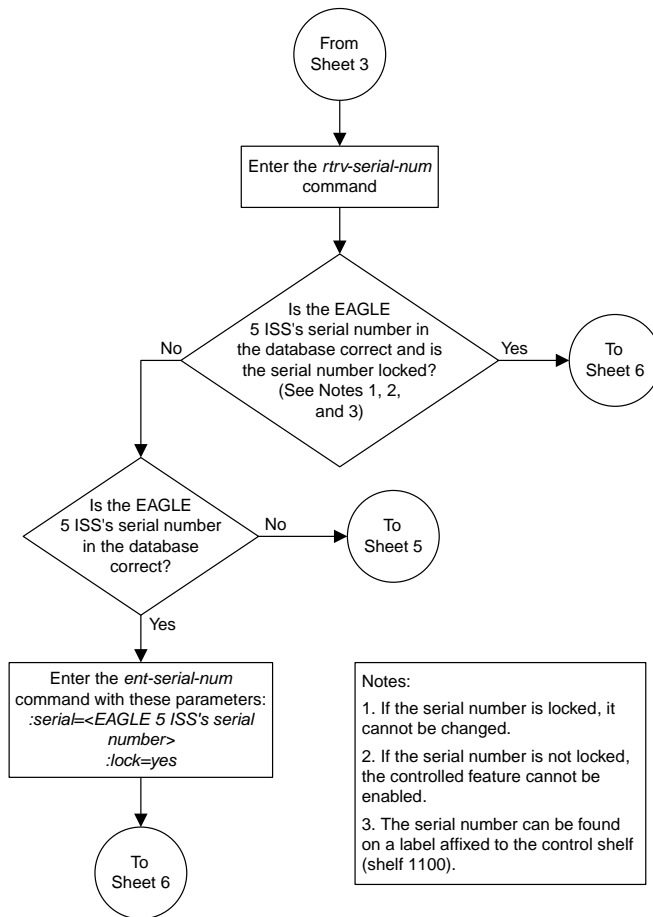 From
Sheet 3
Enter the rtrv-serial-num
command
Is the EAGLE
5 ISS's serial number in
the database correct and is
the serial number locked?
(See Notes 1, 2,
and 3)
No
Yes
To
Sheet 6
Is the EAGLE
5 ISS's serial number
in the database
correct?
No
To
Sheet 5
Yes
Enter the ent-serial-num
command with these parameters:
:serial=<EAGLE 5 ISS's serial
number>
:lock=yes
To
Sheet 6
Notes:
1. If the serial number is locked, it
cannot be changed.
2. If the serial number is not locked,
the controlled feature cannot be
enabled.
3. The serial number can be found
on a label affixed to the control shelf
(shelf 1100).